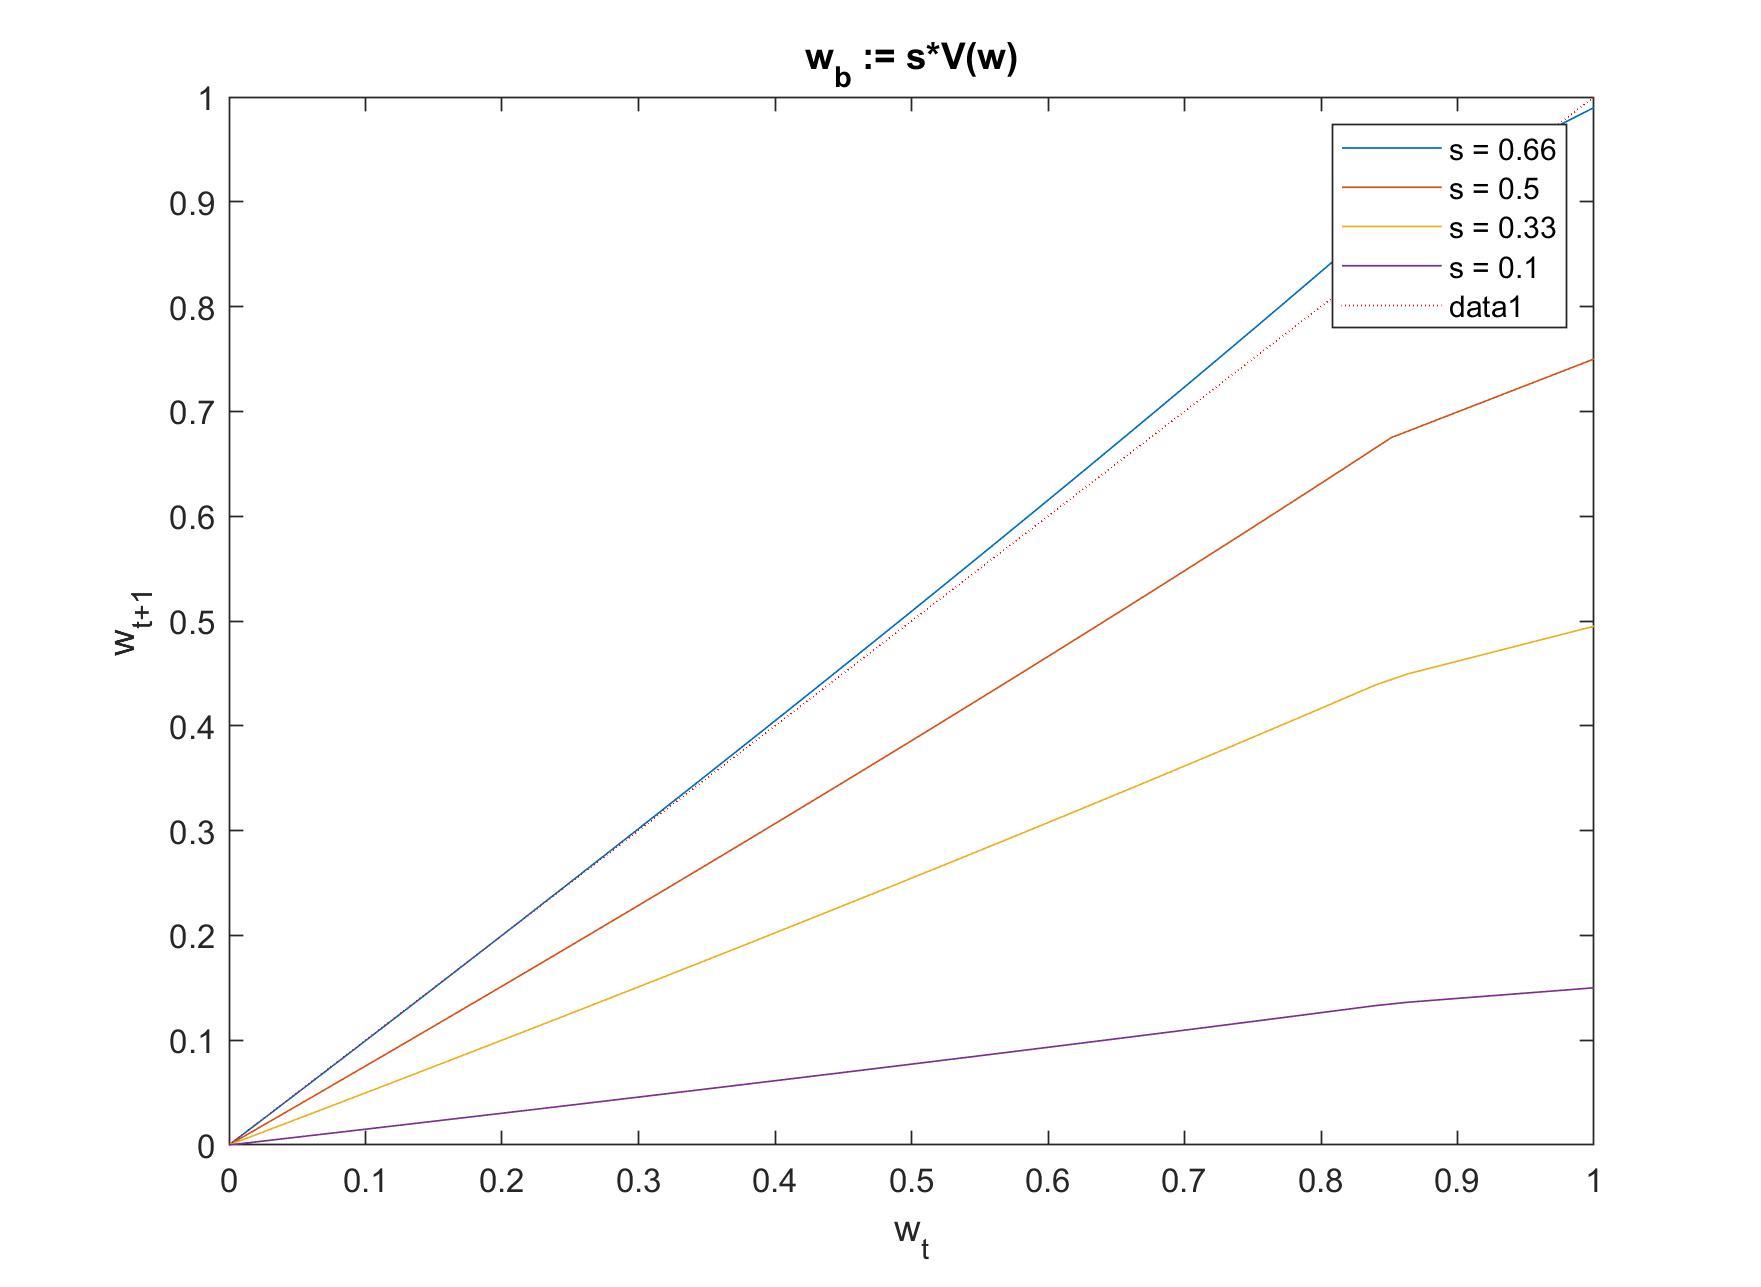 w_b := s*V(w)
1
0.9
0.8
0.7
0.6
0.5
0.4
0.3
0.2
0.1
0
w_{t+1}
s = 0.66
s = 0.5
s = 0.33
s = 0.1
data1
0 0.1 0.2 0.3 0.4 0.5 0.6 0.7 0.8 0.9 1
w_t